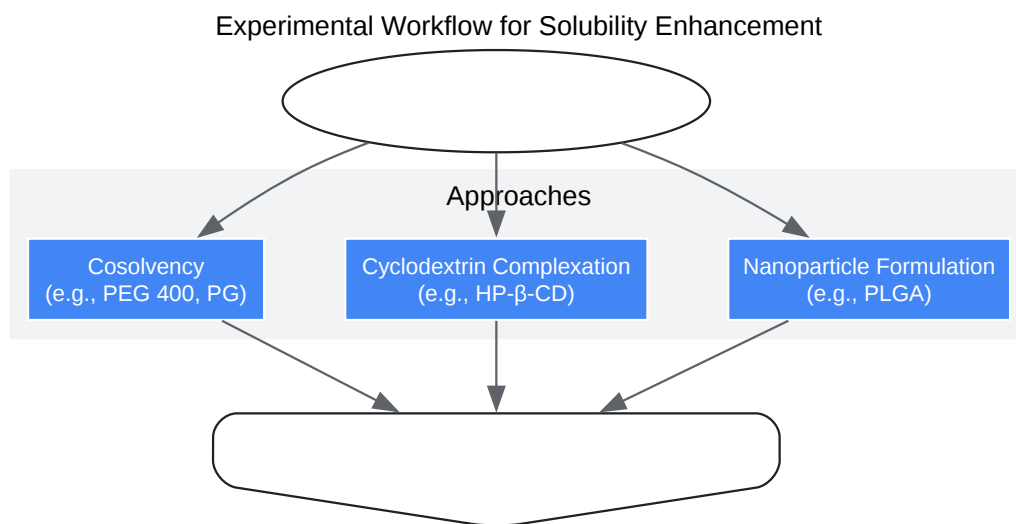 Experimental Workflow for Solubility Enhancement
Approaches
Cosolvency
(e.g., PEG 400, PG)
Cyclodextrin Complexation
(e.g., HP-β-CD)
Nanoparticle Formulation
(e.g., PLGA)